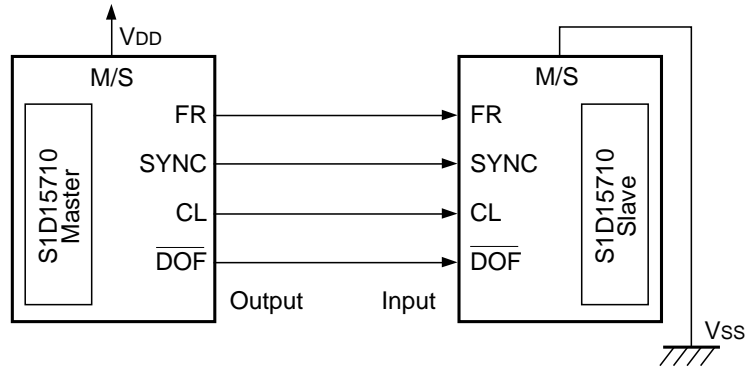 VDD
M/S
S1D15710
Master
FR
SYNC
CL
DOF
Output
Input
M/S
FR
SYNC
CL
DOF
S1D15710
Slave
VSS